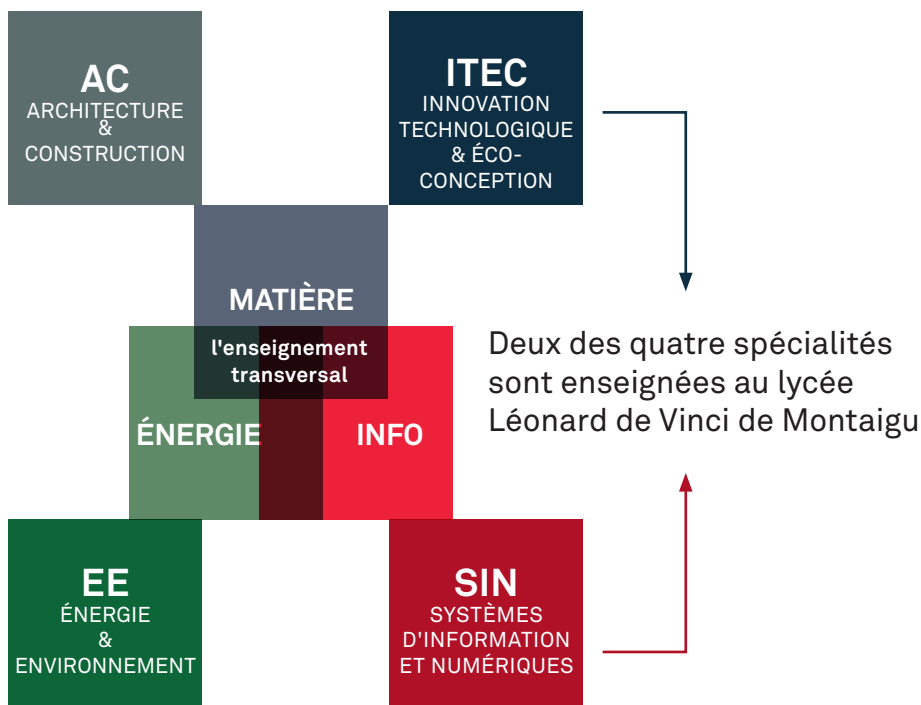 AC
ARCHITECTURE
&
CONSTRUCTION
ITEC
INNOVATION
TECHNOLOGIQUE
& ÉCO-
CONCEPTION
MATIÈRE
l'enseignement
transversal
ÉNERGIE
INFO
Deux des quatre spécialités
sont enseignées au lycée
Léonard de Vinci de Montaigu
EE
ÉNERGIE
&
ENVIRONNEMENT
SIN
SYSTÈMES
D'INFORMATION
ET NUMÉRIQUES